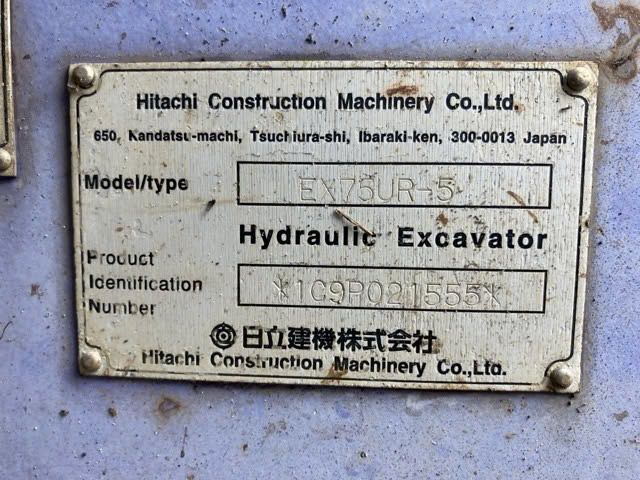 Hitachi Construction Machinery Co.,Ltd.
650, Kandatsu-machi, Tsuchiura-shi, Ibaraki-ken, 300-0013 Japan
Model/type EX75UR-5
Hydraulic Excavator
Product
Identification
Number
*1G9P021555*
日立建機株式会社
Hitachi Construction Machinery Co.,Ltd.